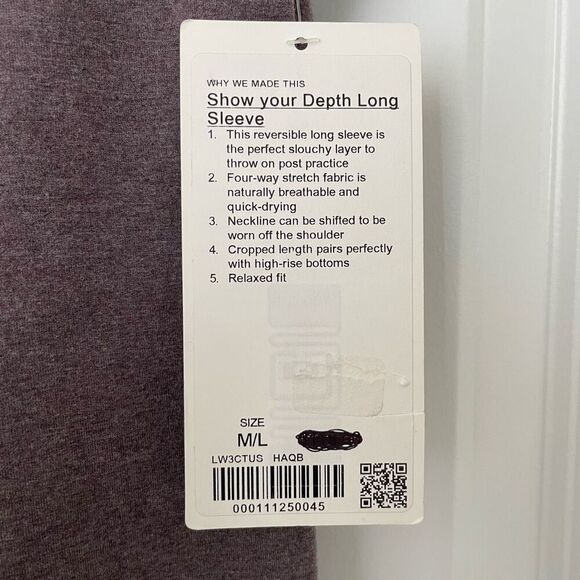 WHY WE MADE THIS
Show your Depth Long
Sleeve
1. This reversible long sleeve is
the perfect slouchy layer to
throw on post practice
2. Four-way stretch fabric is
naturally breathable and
quick-drying
3. Neckline can be shifted to be
worn off the shoulder
4. Cropped length pairs perfectly
with high-rise bottoms
5. Relaxed fit
SIZE
M/L
LW3CTUS HAQB
000111250045